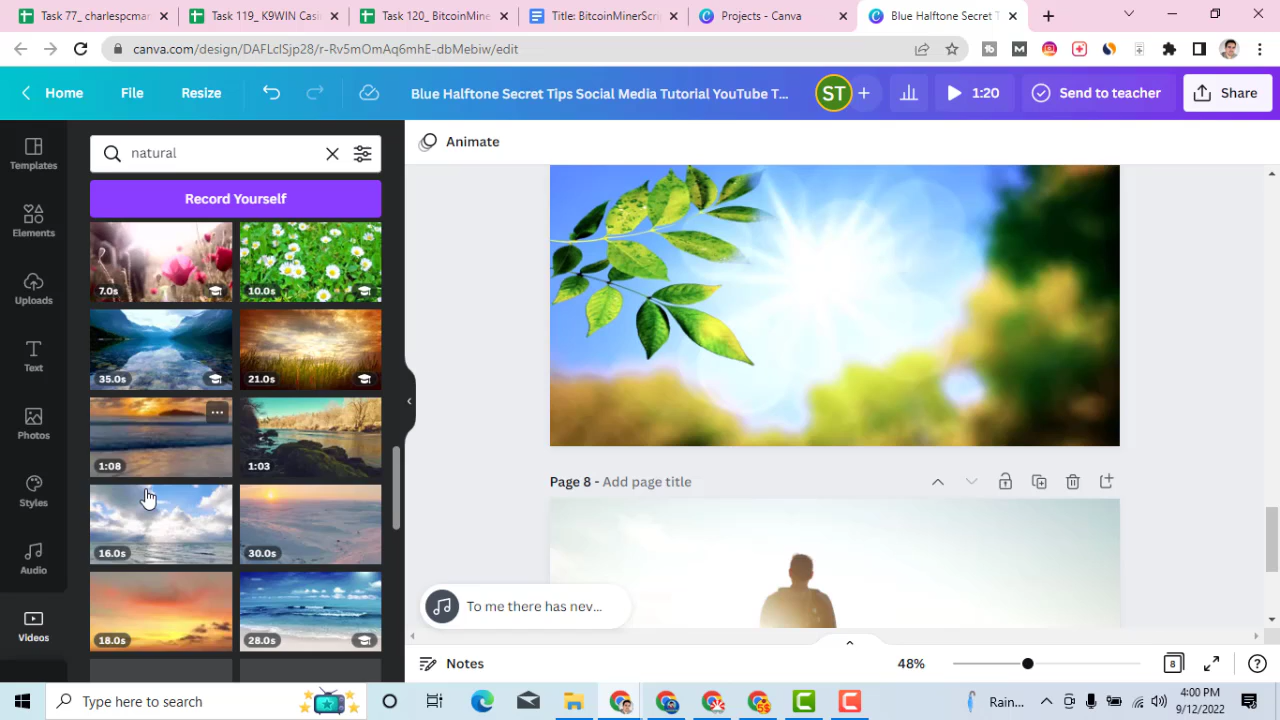 Task 77_ charlespcmar
Task 119_ K9WIN Casi
Task 120_ BitcoinMine
Title: BitcoinMinerScri
Projects - Canva
Blue Halftone Secret T
canva.com/design/DAFLclSJp28/r-Rv5mOmAq6mhE-dbMebiw/edit
Home
File
Resize
Blue Halftone Secret Tips Social Media Tutorial YouTube T...
ST
1:20
Send to teacher
Share
Templates
Elements
Uploads
Text
Photos
Styles
Audio
Videos
natural
Record Yourself
7.0s
10.0s
35.0s
21.0s
1:08
1:03
16.0s
30.0s
18.0s
28.0s
Animate
Page 8 - Add page title
To me there has nev...
Notes
48%
8
Type here to search
Rain...
4:00 PM
9/12/2022